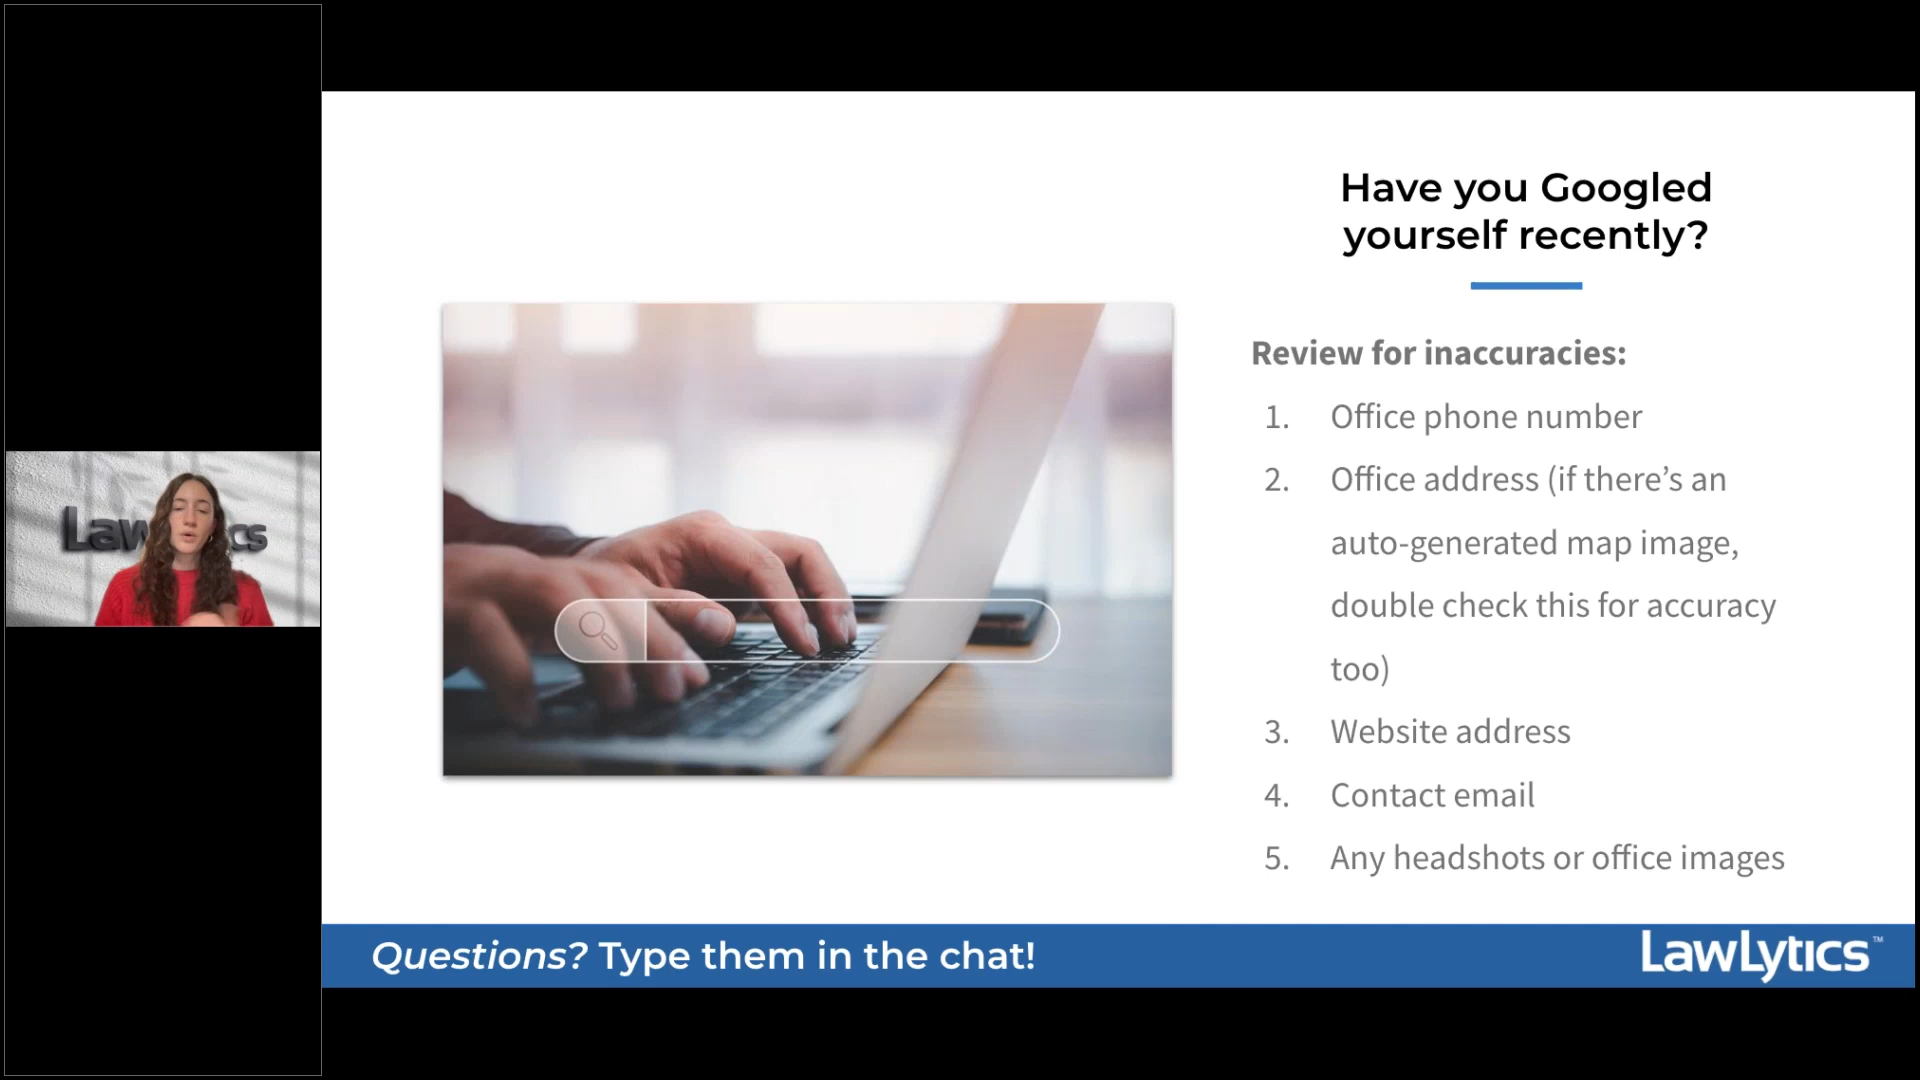 Have you Googled
yourself recently?
Review for inaccuracies:
1. Office phone number
2. Office address (if there’s an
auto-generated map image,
double check this for accuracy
too)
3. Website address
4. Contact email
5. Any headshots or office images
Questions? Type them in the chat!
LawLytics™